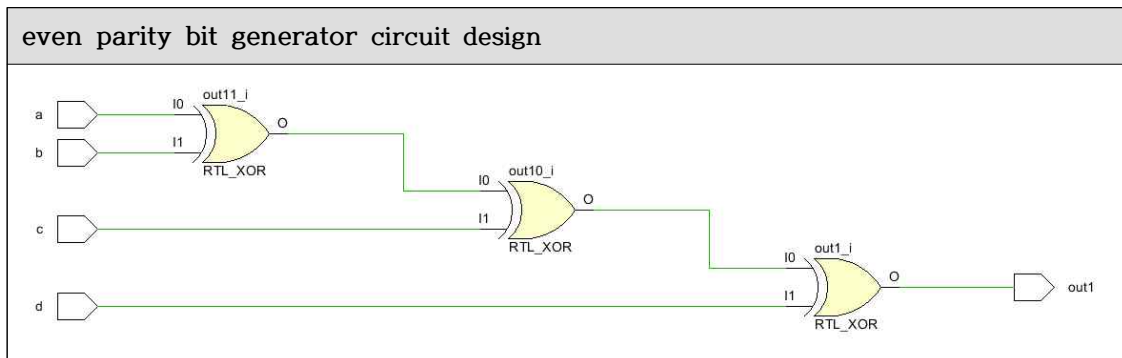 even parity bit generator circuit design
out11_i
a
I0
O
b
I1
RTL_XOR
out10_i
I0
O
c
I1
RTL_XOR
out1_i
I0
O
out1
d
I1
RTL_XOR